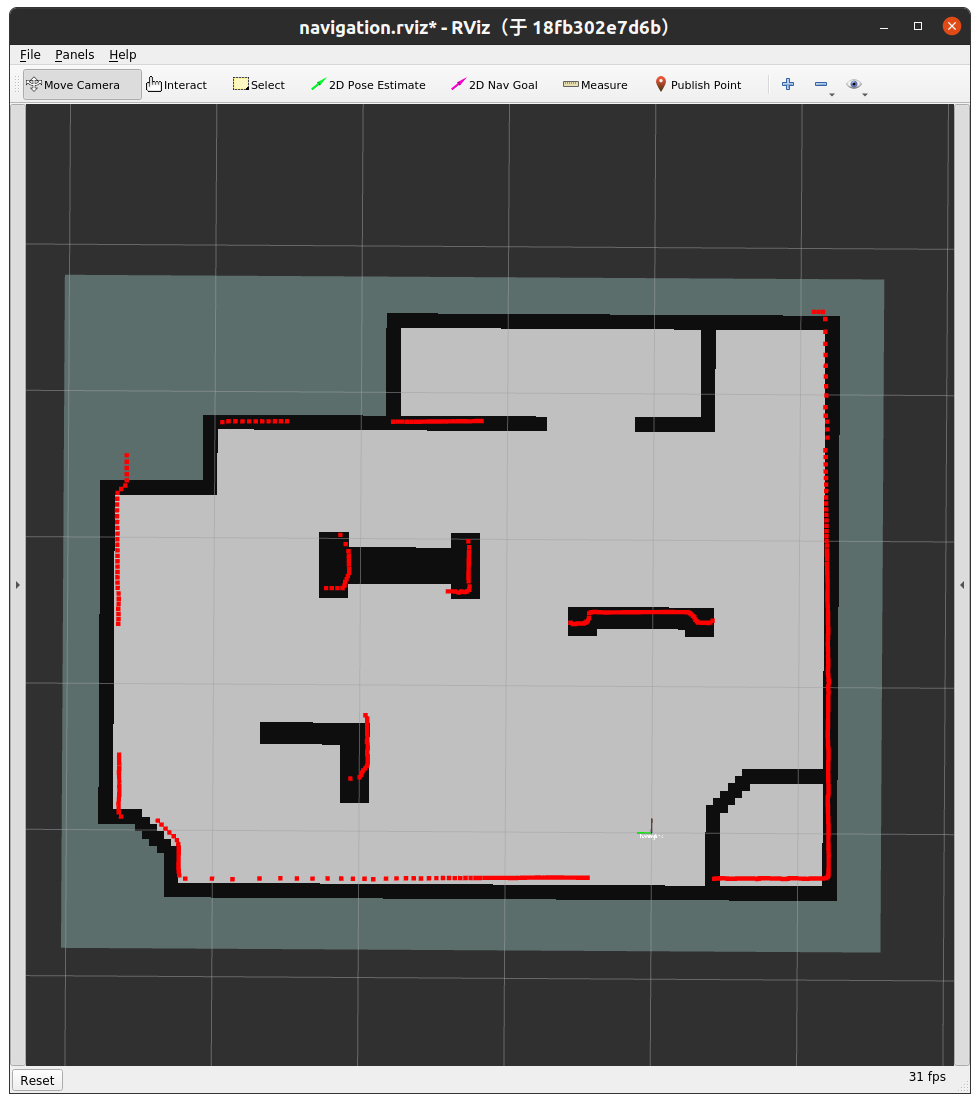 navigation.rviz* - RViz（于 18fb302e7d6b）
File Panels Help
Move Camera Interact Select 2D Pose Estimate 2D Nav Goal Measure Publish Point
Reset 31 fps